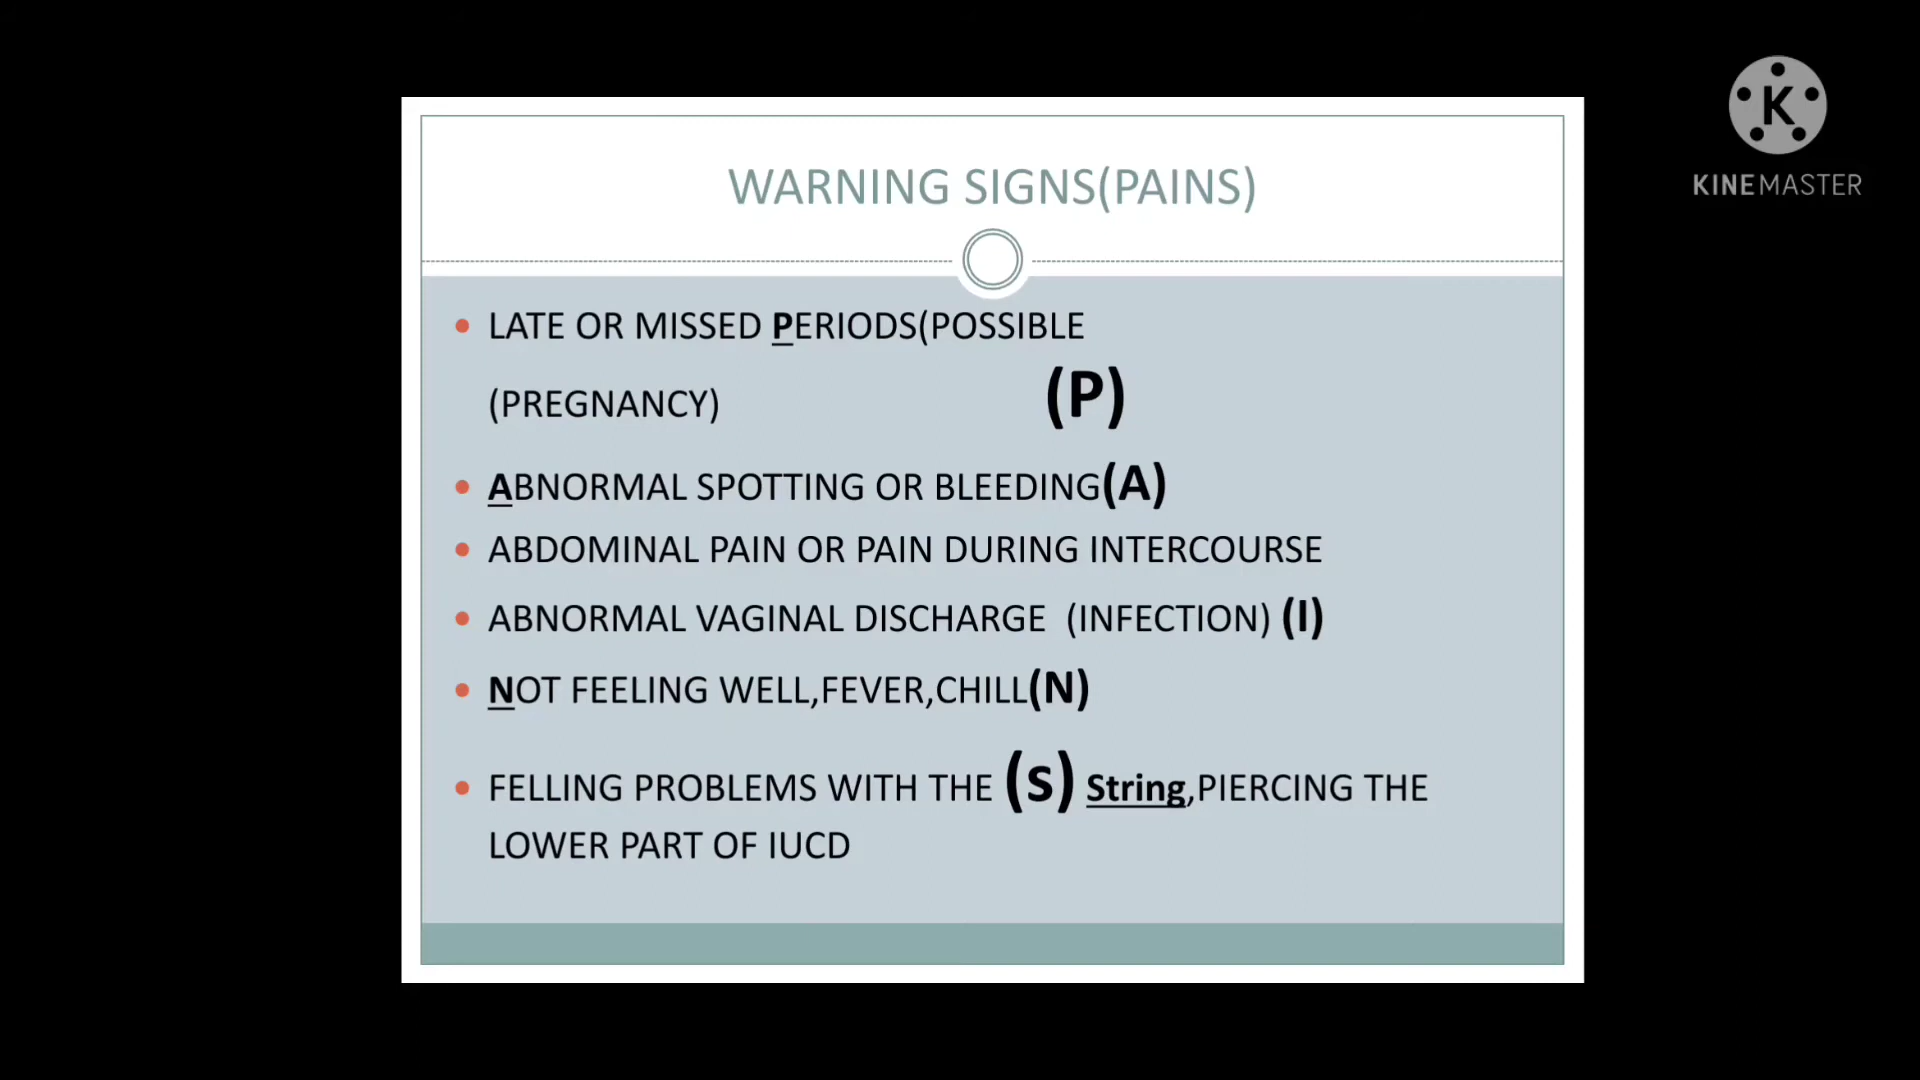 K
KINEMASTER
WARNING SIGNS(PAINS)
LATE OR MISSED PERIODS(POSSIBLE
(PREGNANCY) (P)
ABNORMAL SPOTTING OR BLEEDING(A)
ABDOMINAL PAIN OR PAIN DURING INTERCOURSE
ABNORMAL VAGINAL DISCHARGE (INFECTION) (I)
NOT FEELING WELL,FEVER,CHILL(N)
FELLING PROBLEMS WITH THE (s) String,PIERCING THE
LOWER PART OF IUCD